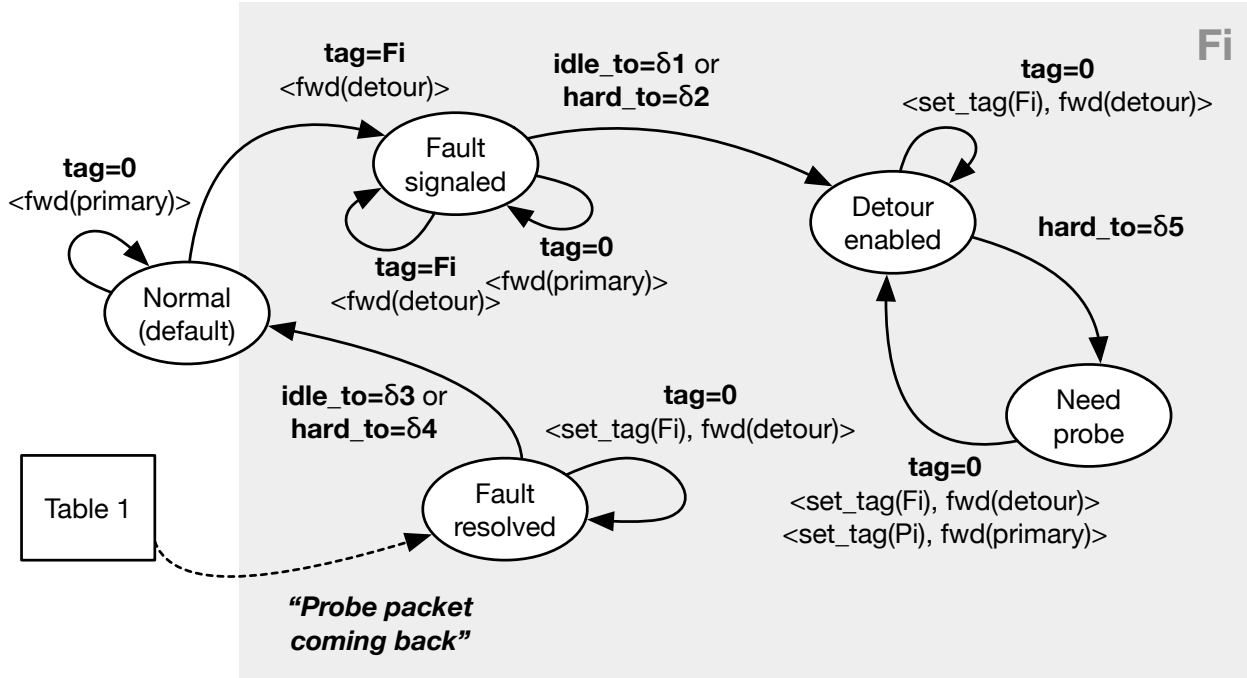 Fi
tag=Fi
<fwd(detour)>
idle_to=δ1 or
hard_to=δ2
tag=0
<set_tag(Fi), fwd(detour)>
tag=0
<fwd(primary)>
Fault
signaled
Detour
enabled
hard_to=δ5
tag=Fi
<fwd(detour)>
tag=0
<fwd(primary)>
Normal
(default)
idle_to=δ3 or
hard_to=δ4
tag=0
<set_tag(Fi), fwd(detour)>
Need
probe
tag=0
<set_tag(Fi), fwd(detour)>
<set_tag(Pi), fwd(primary)>
Table 1
Fault
resolved
“Probe packet
coming back”